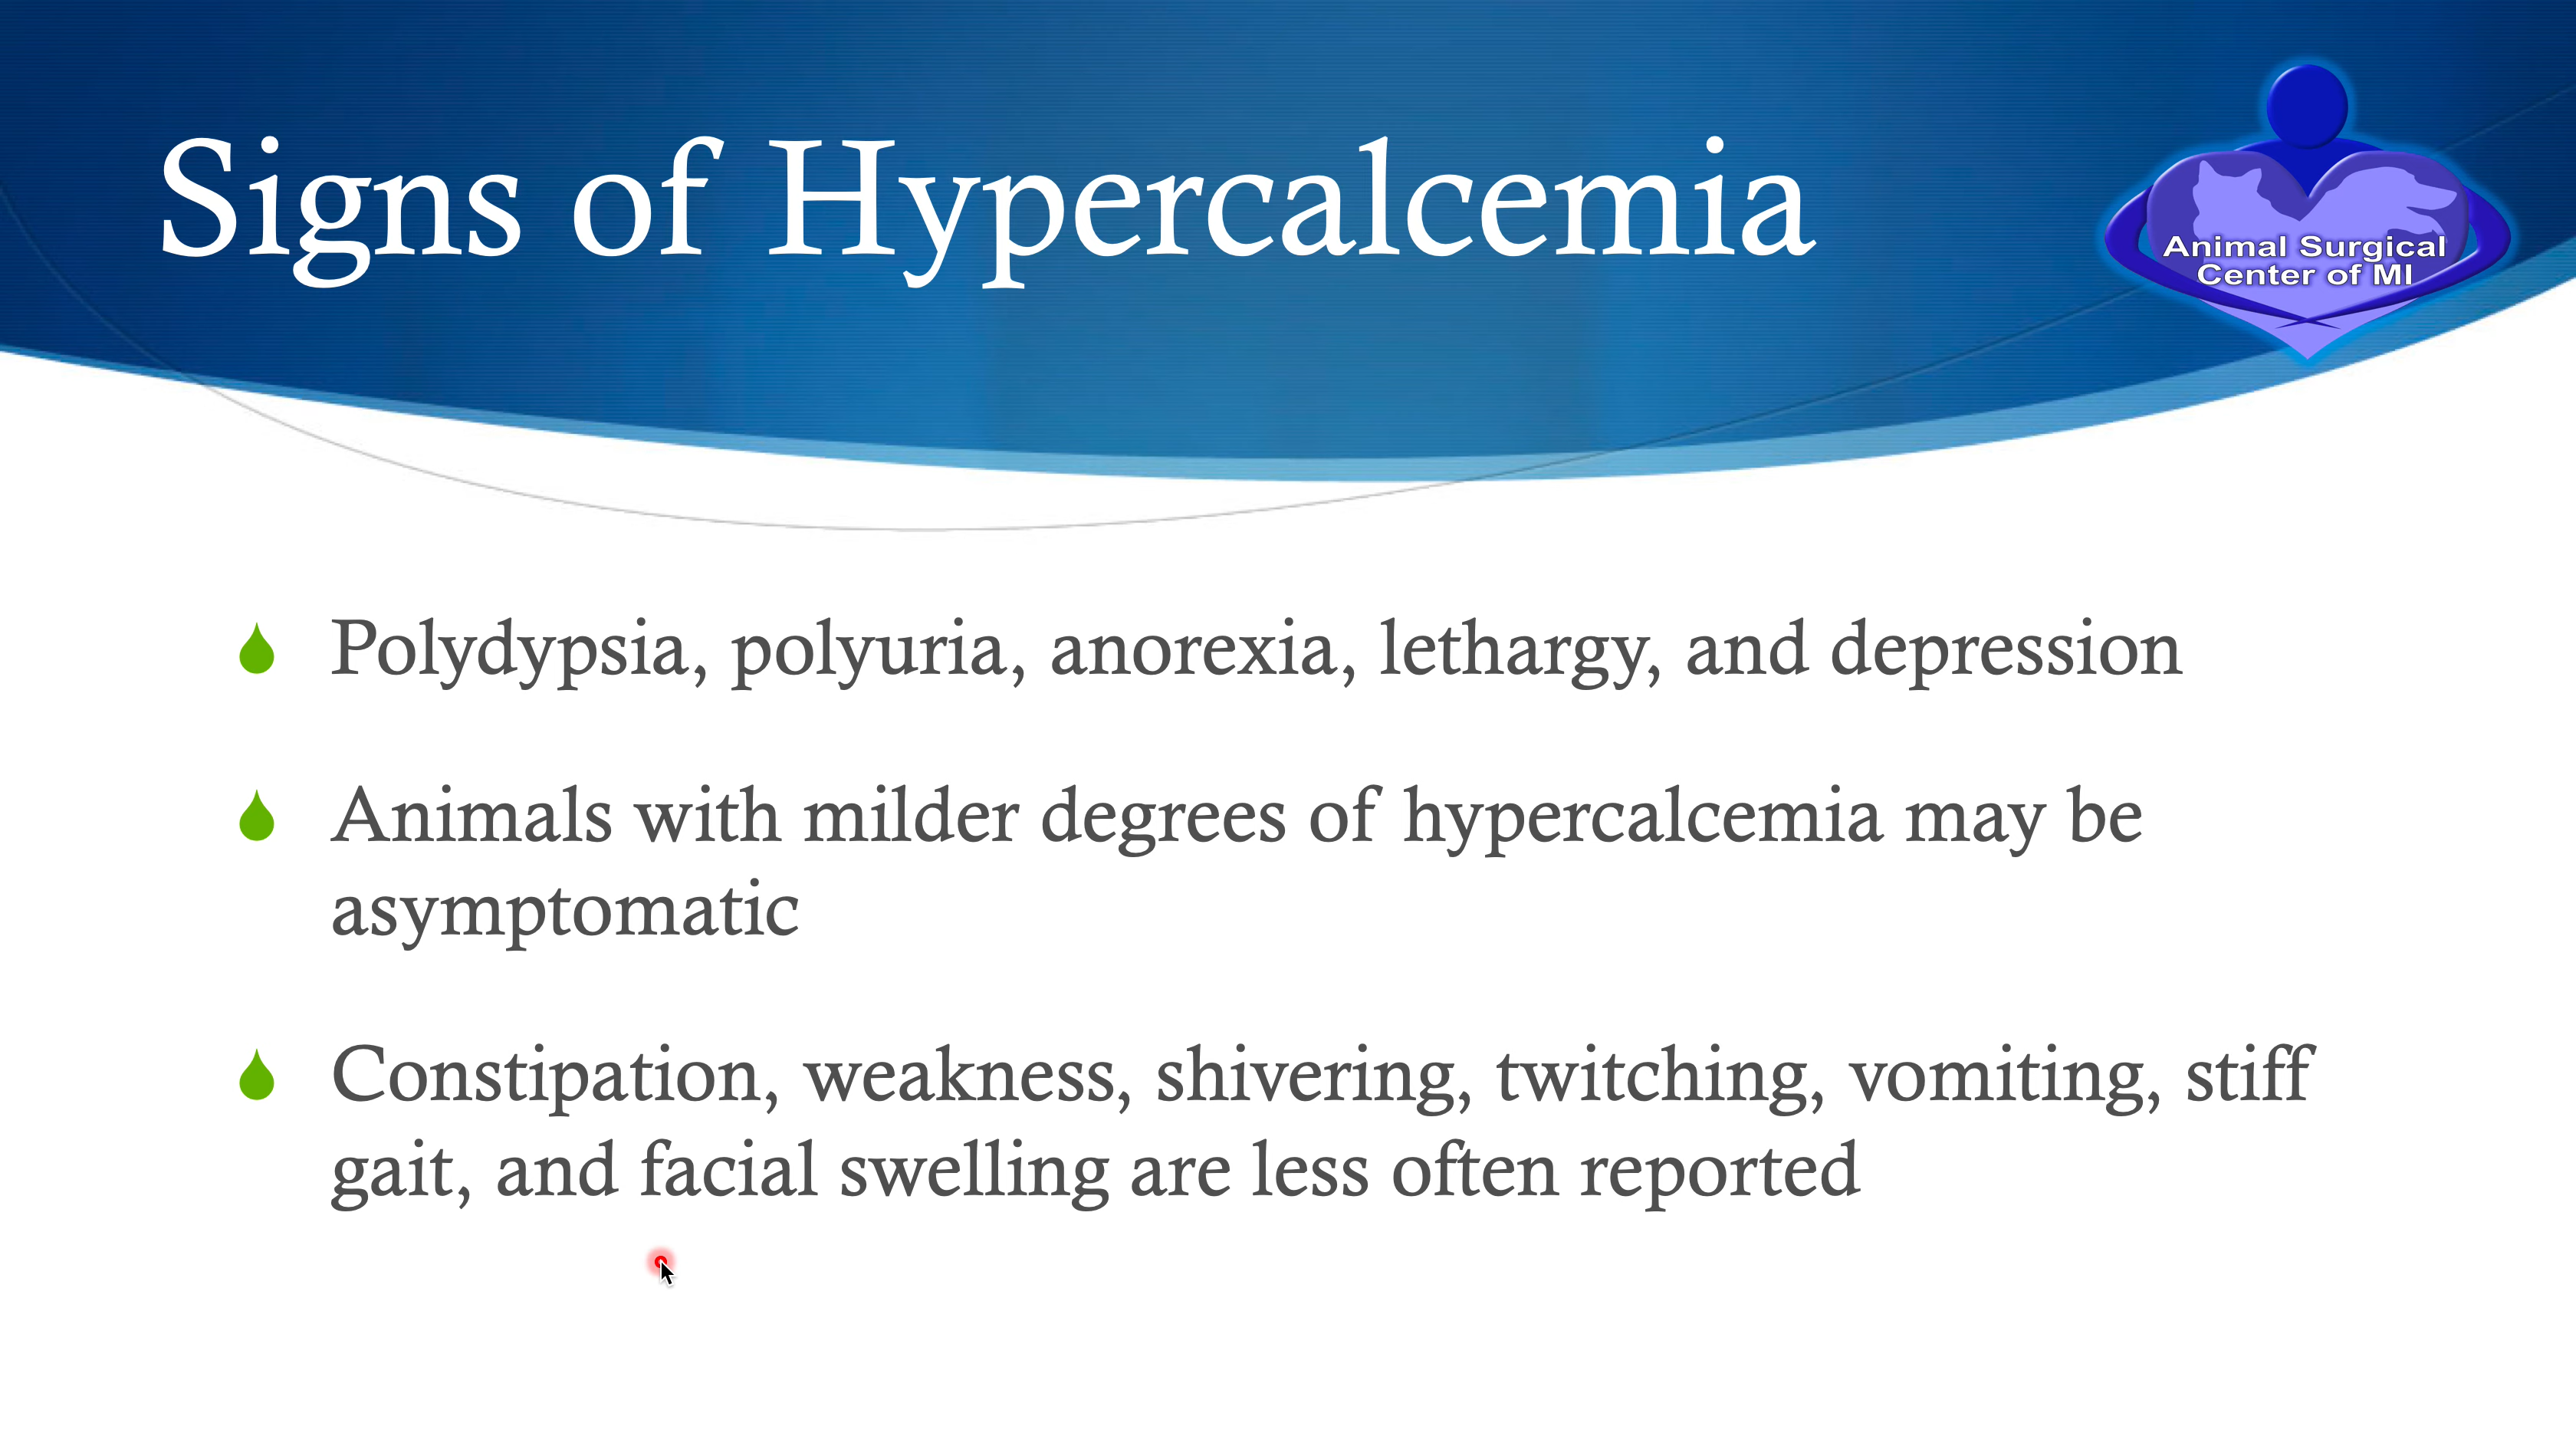 Signs of Hypercalcemia
Animal Surgical
Center of MI
Polydypsia, polyuria, anorexia, lethargy, and depression
Animals with milder degrees of hypercalcemia may be
asymptomatic
Constipation, weakness, shivering, twitching, vomiting, stiff
gait, and facial swelling are less often reported